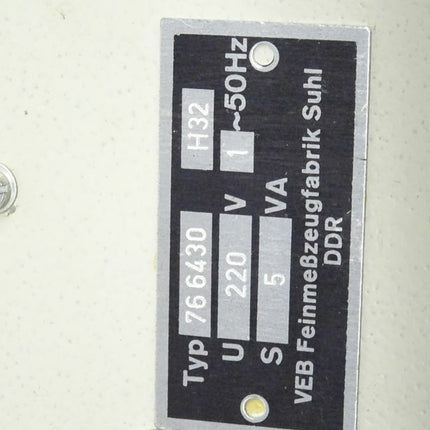 Typ 766430 H32
U 220 V 1 ~50Hz
S 5 VA
VEB Feinmeßzeugfabrik Suhl
DDR